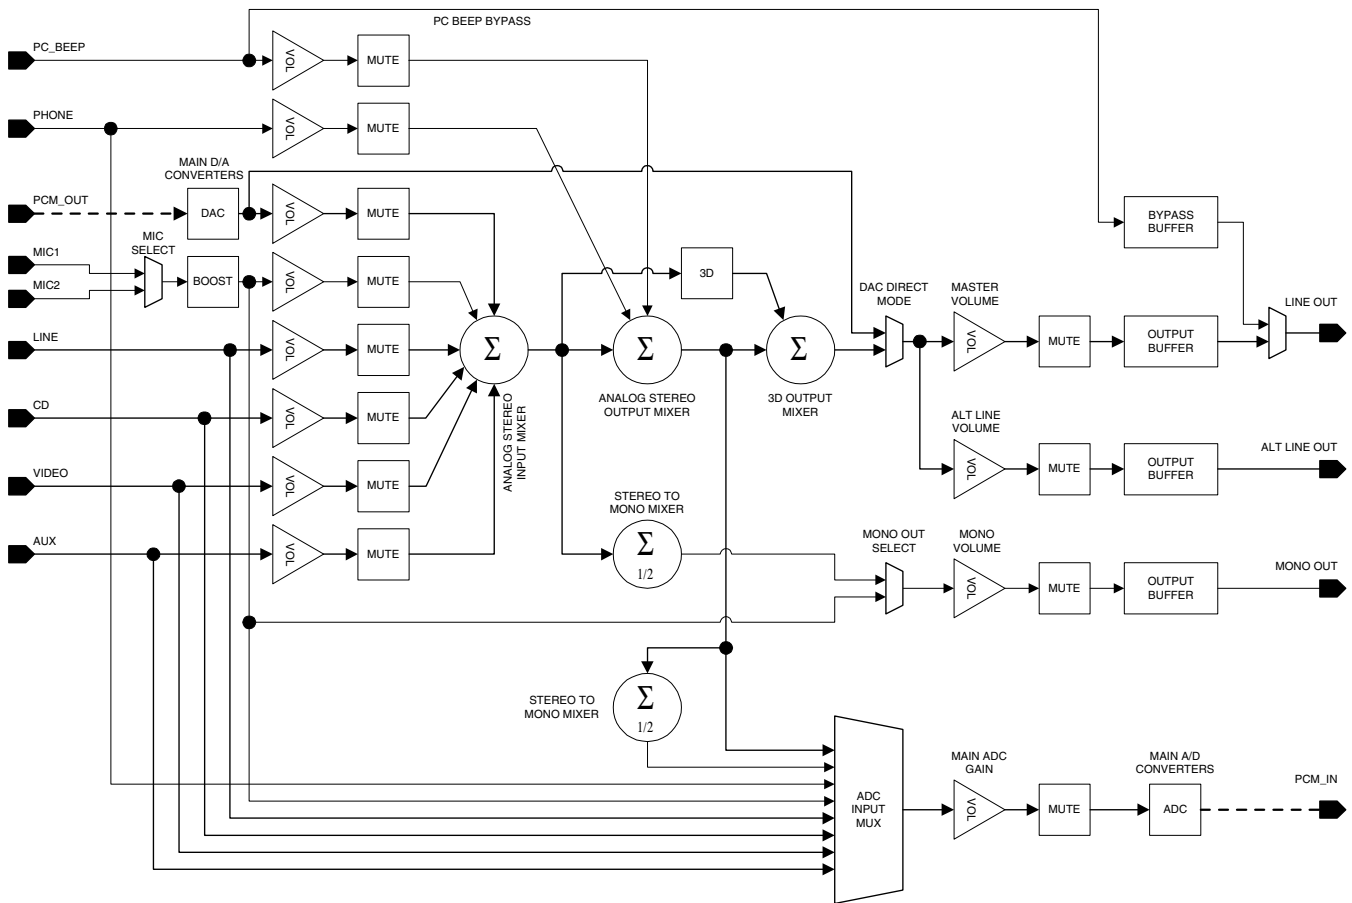 PC BEEP BYPASS
PC_BEEP
VOL
MUTE
PHONE
VOL
MUTE
MAIN D/A
CONVERTERS
PCM_OUT
DAC
VOL
MUTE
BYPASS
BUFFER
MIC
SELECT
MIC1
MIC2
BOOST
VOL
MUTE
3D
DAC DIRECT
MODE
MASTER
VOLUME
LINE OUT
LINE
VOL
MUTE
Σ
ANALOG STEREO
INPUT MIXER
Σ
ANALOG STEREO
OUTPUT MIXER
Σ
3D OUTPUT
MIXER
VOL
MUTE
OUTPUT
BUFFER
CD
VOL
MUTE
ALT LINE
VOLUME
VOL
MUTE
OUTPUT
BUFFER
ALT LINE OUT
VIDEO
VOL
MUTE
STEREO TO
MONO MIXER
Σ
1/2
AUX
VOL
MUTE
MONO OUT
SELECT
MONO
VOLUME
VOL
MUTE
OUTPUT
BUFFER
MONO OUT
STEREO TO
MONO MIXER
Σ
1/2
ADC
INPUT
MUX
MAIN ADC
GAIN
VOL
MUTE
MAIN A/D
CONVERTERS
ADC
PCM_IN